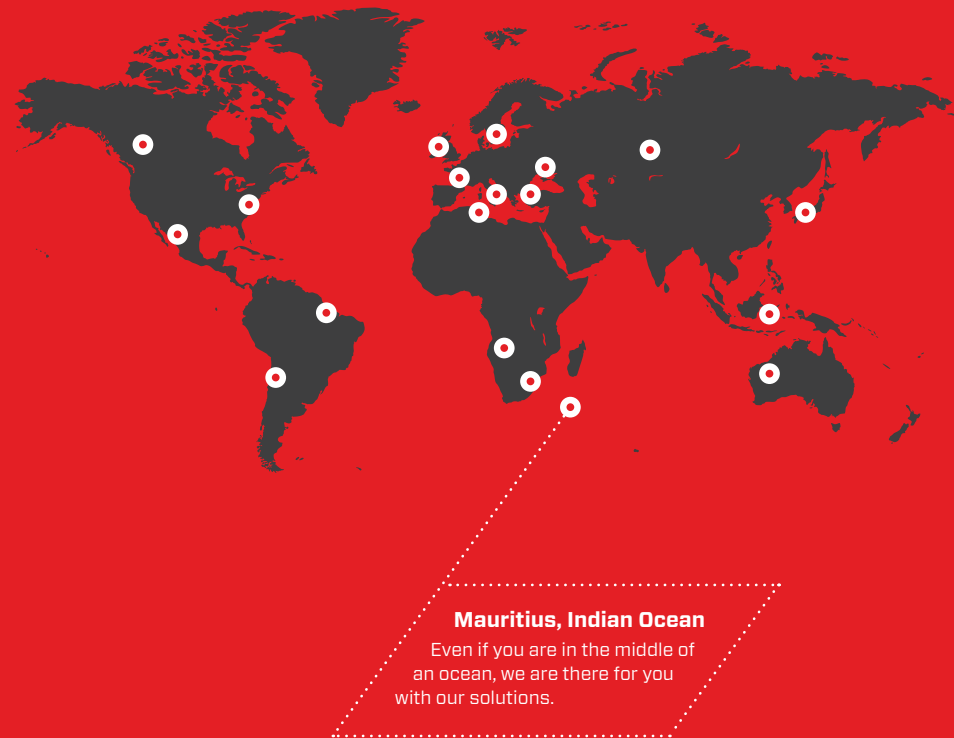 Mauritius, Indian Ocean
Even if you are in the middle of
an ocean, we are there for you
with our solutions.